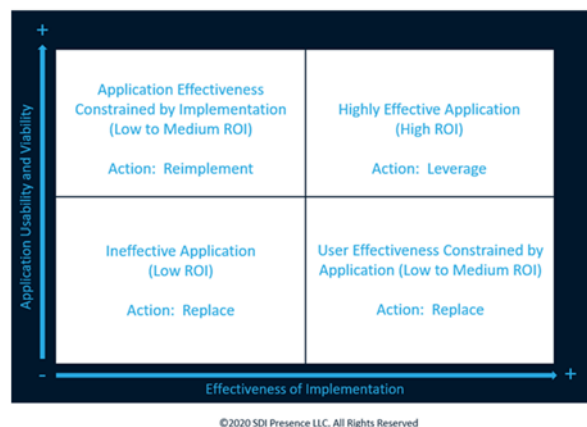 +
Application Usability and Viability
Application Effectiveness
Constrained by Implementation
(Low to Medium ROI)
Action: Reimplement
Highly Effective Application
(High ROI)
Action: Leverage
Ineffective Application
(Low ROI)
Action: Replace
User Effectiveness Constrained by
Application (Low to Medium ROI)
Action: Replace
-
+
Effectiveness of Implementation
©2020 SDI Presence LLC. All Rights Reserved